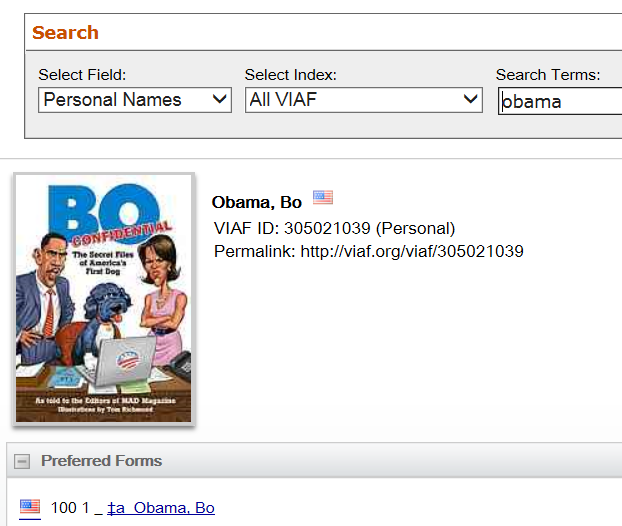 Search
Select Field:
Select Index:
Search Terms:
Personal Names
All VIAF
obama
BO
CONFIDENTIAL
The Secret Files
of America's
First Dog
As told to the Editors of MAD Magazine
Illustrations by Tom Richmond
Obama, Bo
VIAF ID: 305021039 (Personal)
Permalink: http://viaf.org/viaf/305021039
Preferred Forms
100 1 _ ‡a Obama, Bo